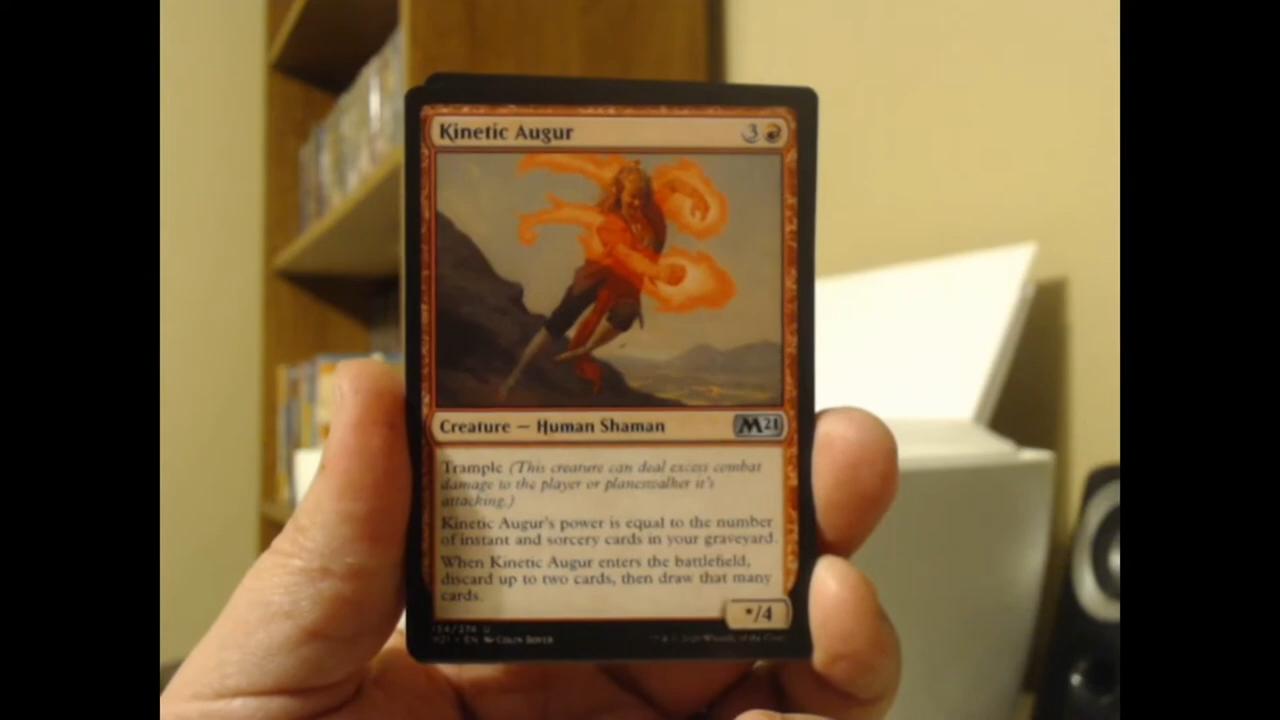 Kinetic Augur 3
Creature — Human Shaman M21
Trample (This creature can deal excess combat
damage to the player or planeswalker it's
attacking.)
Kinetic Augur's power is equal to the number
of instant and sorcery cards in your graveyard.
When Kinetic Augur enters the battlefield,
discard up to two cards, then draw that many
cards.
*/4
M21 • EN